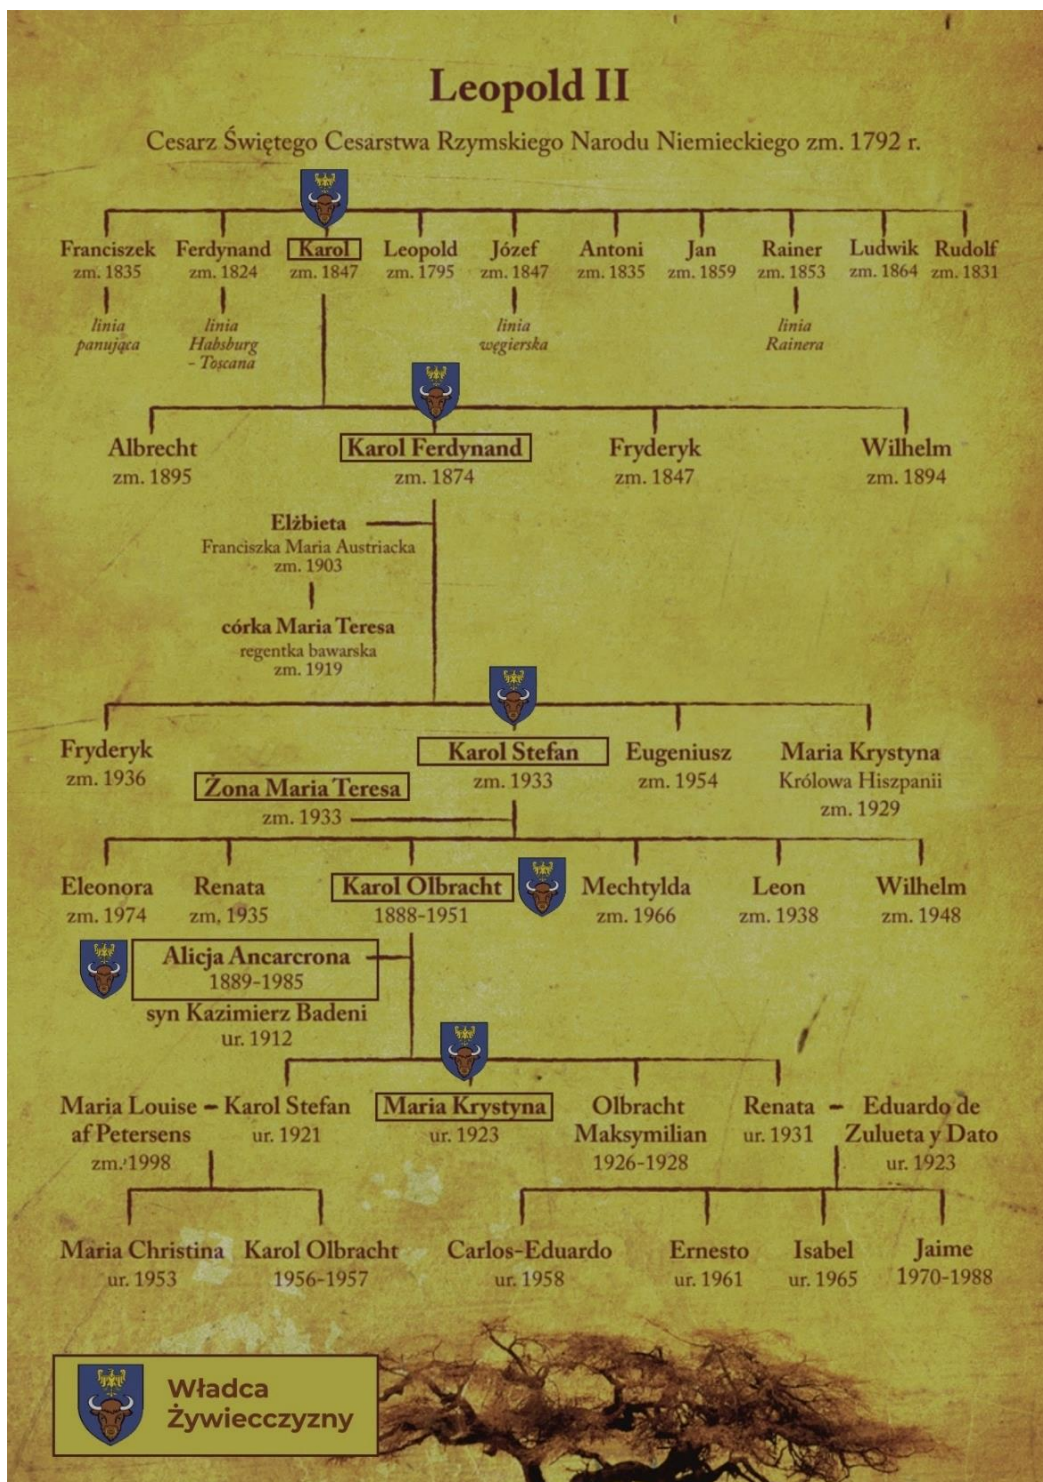 Leopold II
Cesarz Świętego Cesarstwa Rzymskiego Narodu Niemieckiego zm. 1792 r.
Franciszek Ferdynand Karol Leopold Józef Antoni Jan Rainer Ludwik Rudolf
zm. 1835 zm. 1824 zm. 1847 zm. 1795 zm. 1847 zm. 1835 zm. 1859 zm. 1853 zm. 1864 zm. 1831
linia linia linia linia
panująca Habsburg węgierska Rainera
- Toscana
Albrecht Karol Ferdynand Fryderyk Wilhelm
zm. 1895 zm. 1874 zm. 1847 zm. 1894
Elżbieta
Franciszka Maria Austriacka
zm. 1903
córka Maria Teresa
regentka bawarska
zm. 1919
Fryderyk Karol Stefan Eugeniusz Maria Krystyna
zm. 1936 zm. 1933 zm. 1954 Królowa Hiszpanii
Żona Maria Teresa zm. 1929
zm. 1933
Eleonora Renata Karol Olbracht Mechtylda Leon Wilhelm
zm. 1974 zm. 1935 1888-1951 zm. 1966 zm. 1938 zm. 1948
Alicja Ancarcrona
1889-1985
syn Kazimierz Badeni
ur. 1912
Maria Louise – Karol Stefan Maria Krystyna Olbracht Renata – Eduardo de
af Petersens ur. 1921 ur. 1923 Maksymilian ur. 1931 Zulueta y Dato
zm. 1998 1926-1928 ur. 1923
Maria Christina Karol Olbracht Carlos-Eduardo Ernesto Isabel Jaime
ur. 1953 1956-1957 ur. 1958 ur. 1961 ur. 1965 1970-1988
Władca
Żywiecczyzny